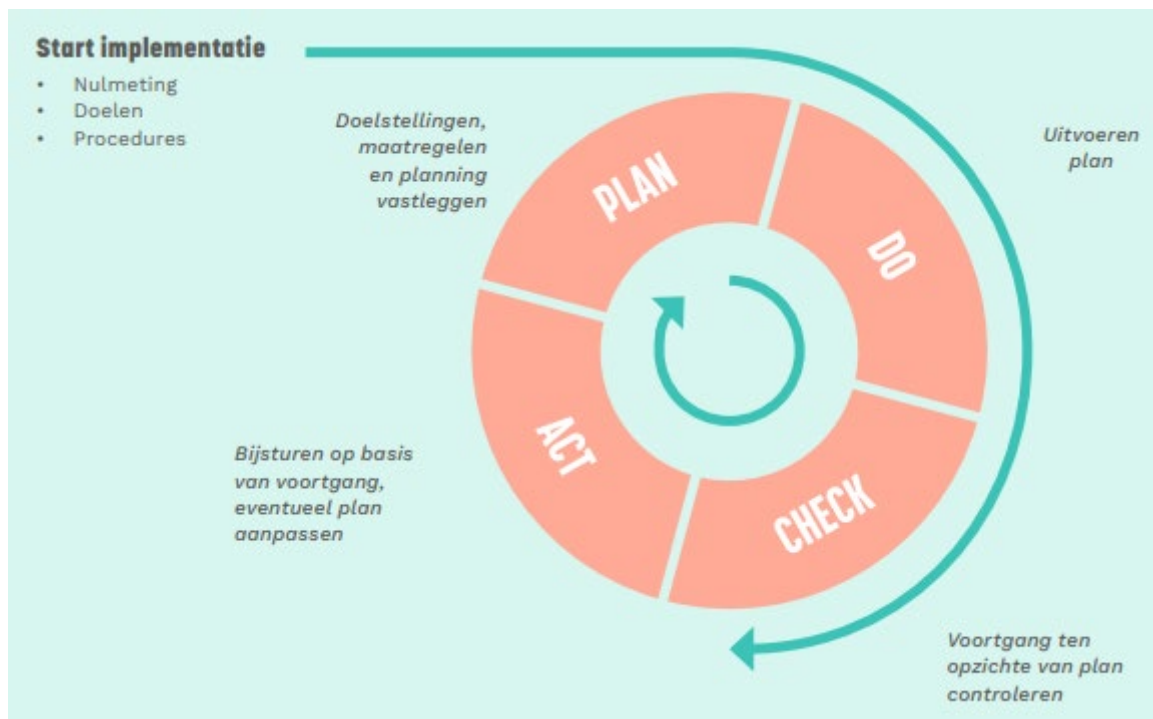 Start implementatie
• Nulmeting
• Doelen
• Procedures
Doelstellingen,
maatregelen
en planning
vastleggen
PLAN
DO
Uitvoeren
plan
CHECK
Voortgang ten
opzichte van plan
controleren
ACT
Bijsturen op basis
van voortgang,
eventueel plan
aanpassen